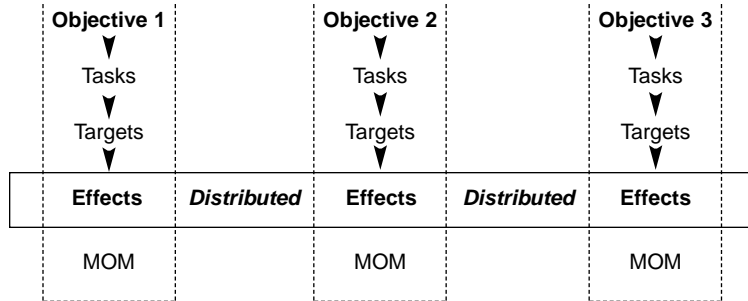 Objective 1 Objective 2 Objective 3
Tasks Tasks Tasks
Targets Targets Targets
Effects Distributed Effects Distributed Effects
MOM MOM MOM